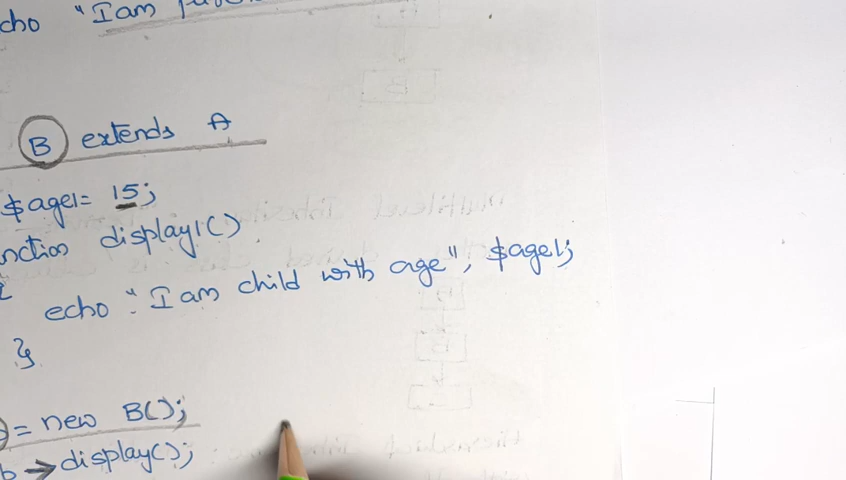 cho "I am
B extends A
$age1= 15;
nction display1()
echo "I am child with age", $age1;
}
= new B();
b → display();